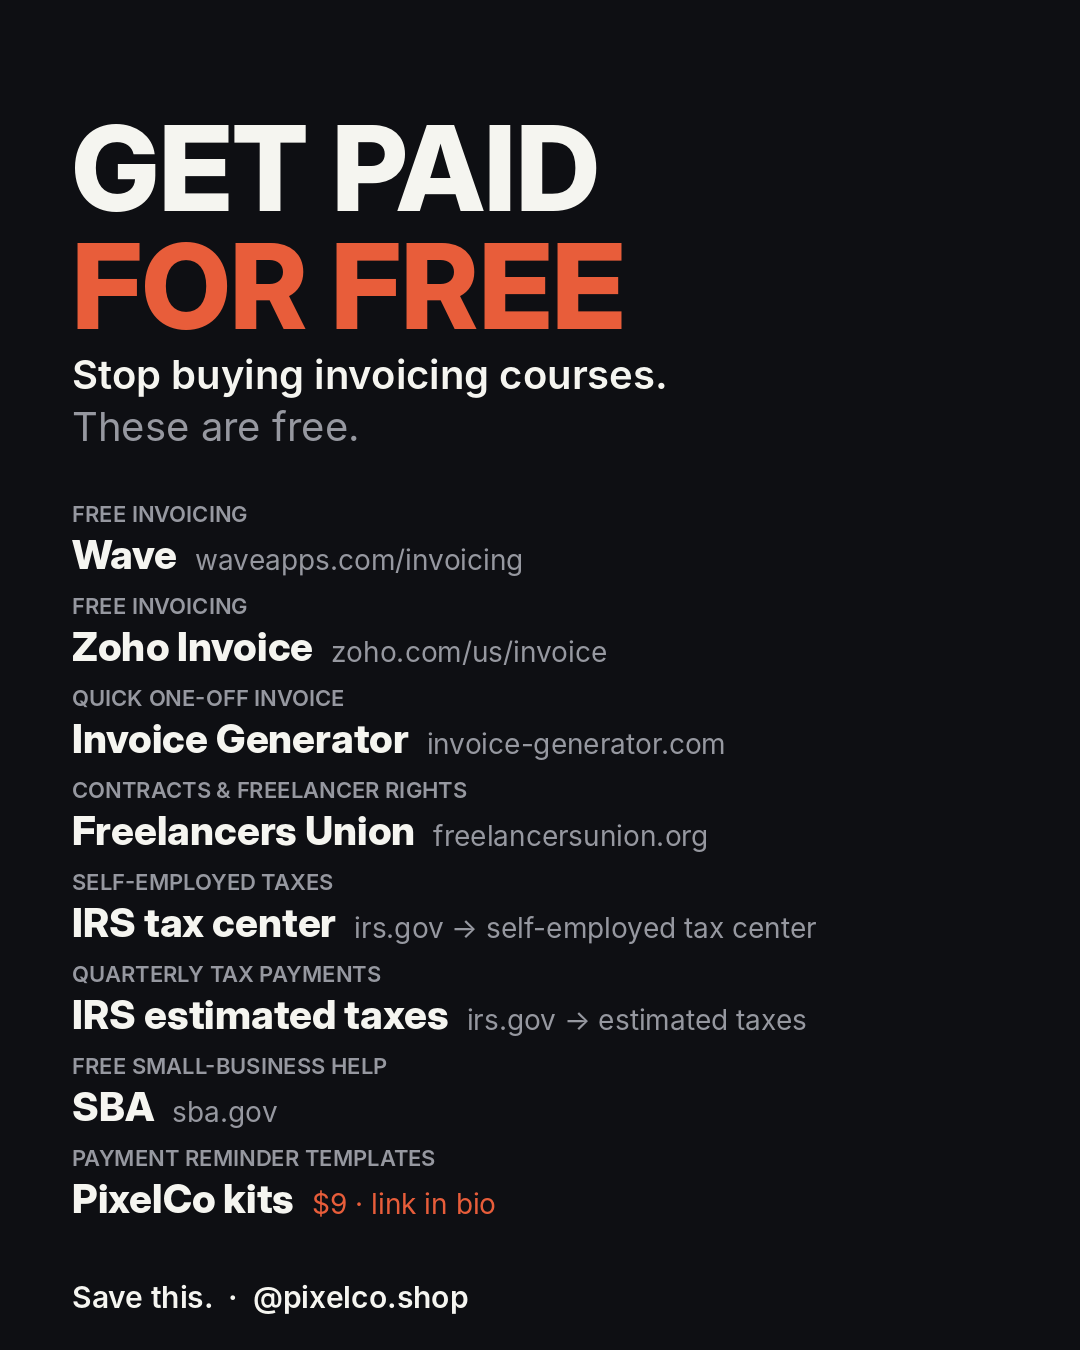 GET PAID
FOR FREE
Stop buying invoicing courses.
These are free.
FREE INVOICING
Wave waveapps.com/invoicing
FREE INVOICING
Zoho Invoice zoho.com/us/invoice
QUICK ONE-OFF INVOICE
Invoice Generator invoice-generator.com
CONTRACTS & FREELANCER RIGHTS
Freelancers Union freelancersunion.org
SELF-EMPLOYED TAXES
IRS tax center irs.gov → self-employed tax center
QUARTERLY TAX PAYMENTS
IRS estimated taxes irs.gov → estimated taxes
FREE SMALL-BUSINESS HELP
SBA sba.gov
PAYMENT REMINDER TEMPLATES
PixelCo kits $9 · link in bio
Save this. · @pixelco.shop